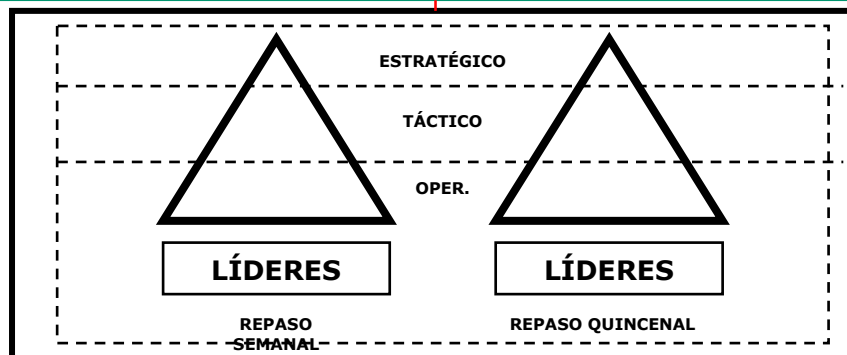 ESTRATÉGICO
TÁCTICO
OPER.
LÍDERES
LÍDERES
REPASO
SEMANAL
REPASO QUINCENAL